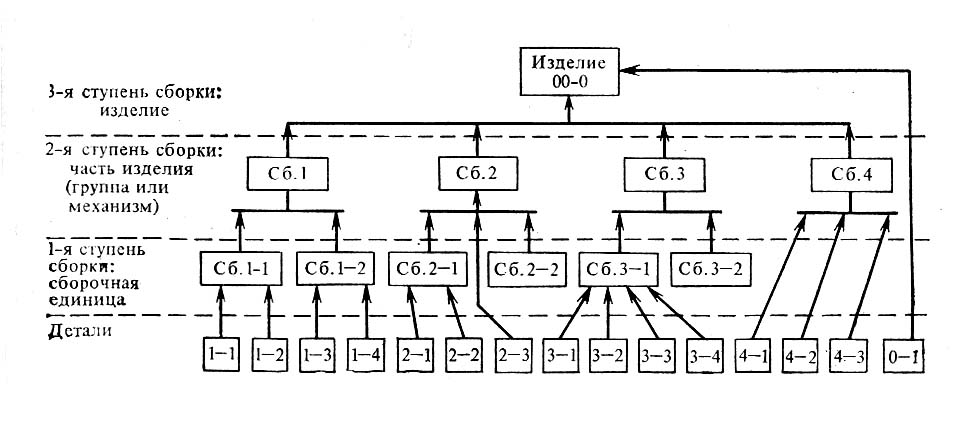 Изделие
00-0
3-я ступень сборки:
изделие
2-я ступень сборки:
часть изделия
(группа или
механизм)
Сб.1 Сб.2 Сб.3 Сб.4
1-я ступень
сборки:
сборочная
единица
Сб.1-1 Сб.1-2 Сб.2-1 Сб.2-2 Сб.3-1 Сб.3-2
Детали
1-1 1-2 1-3 1-4 2-1 2-2 2-3 3-1 3-2 3-3 3-4 4-1 4-2 4-3 0-1